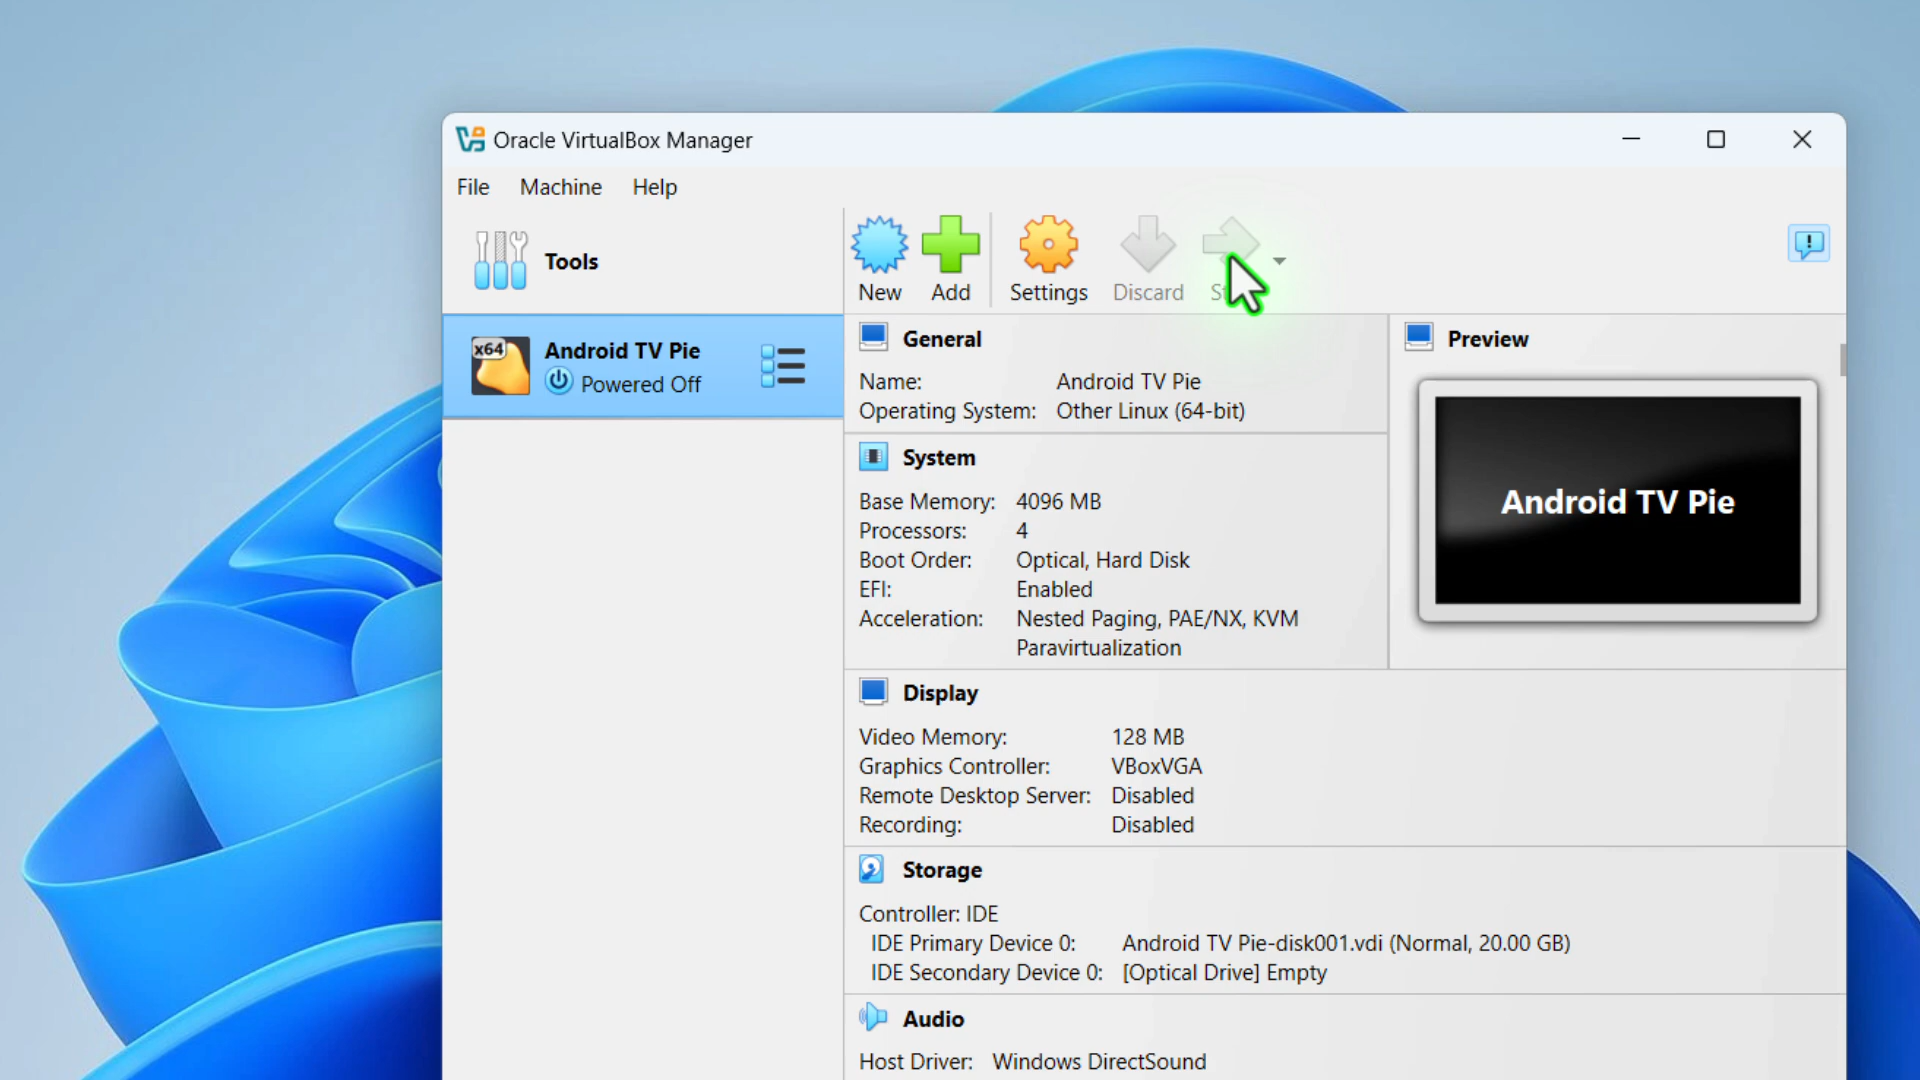 Oracle VirtualBox Manager
File Machine Help
Tools
New Add Settings Discard
x64 Android TV Pie
Powered Off
General
Name: Android TV Pie
Operating System: Other Linux (64-bit)
System
Base Memory: 4096 MB
Processors: 4
Boot Order: Optical, Hard Disk
EFI: Enabled
Acceleration: Nested Paging, PAE/NX, KVM
Paravirtualization
Preview
Android TV Pie
Display
Video Memory: 128 MB
Graphics Controller: VBoxVGA
Remote Desktop Server: Disabled
Recording: Disabled
Storage
Controller: IDE
IDE Primary Device 0: Android TV Pie-disk001.vdi (Normal, 20.00 GB)
IDE Secondary Device 0: [Optical Drive] Empty
Audio
Host Driver: Windows DirectSound